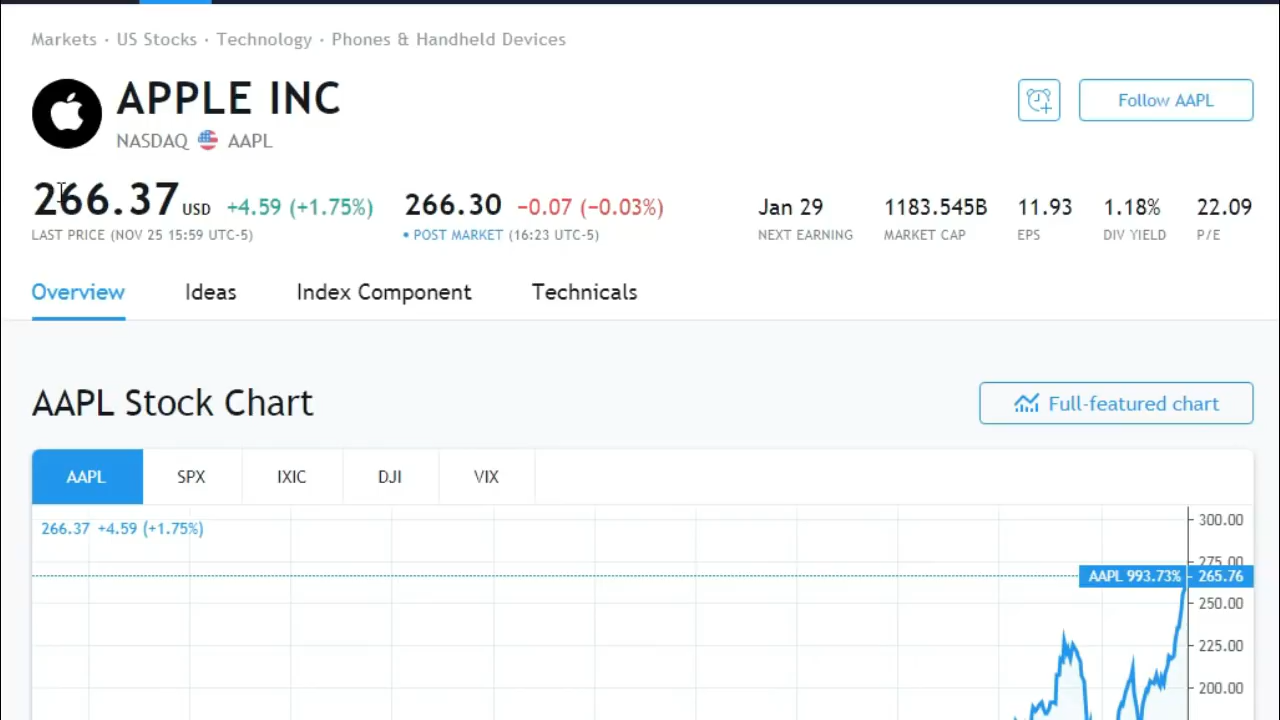 Markets · US Stocks · Technology · Phones & Handheld Devices
APPLE INC
NASDAQ AAPL
Follow AAPL
266.37 USD +4.59 (+1.75%)
LAST PRICE (NOV 25 15:59 UTC-5)
266.30 −0.07 (−0.03%)
• POST MARKET (16:23 UTC-5)
Jan 29
NEXT EARNING
1183.545B
MARKET CAP
11.93
EPS
1.18%
DIV YIELD
22.09
P/E
Overview Ideas Index Component Technicals
AAPL Stock Chart
Full-featured chart
AAPL SPX IXIC DJI VIX
266.37 +4.59 (+1.75%)
300.00
275.00
AAPL 993.73% 265.76
250.00
225.00
200.00